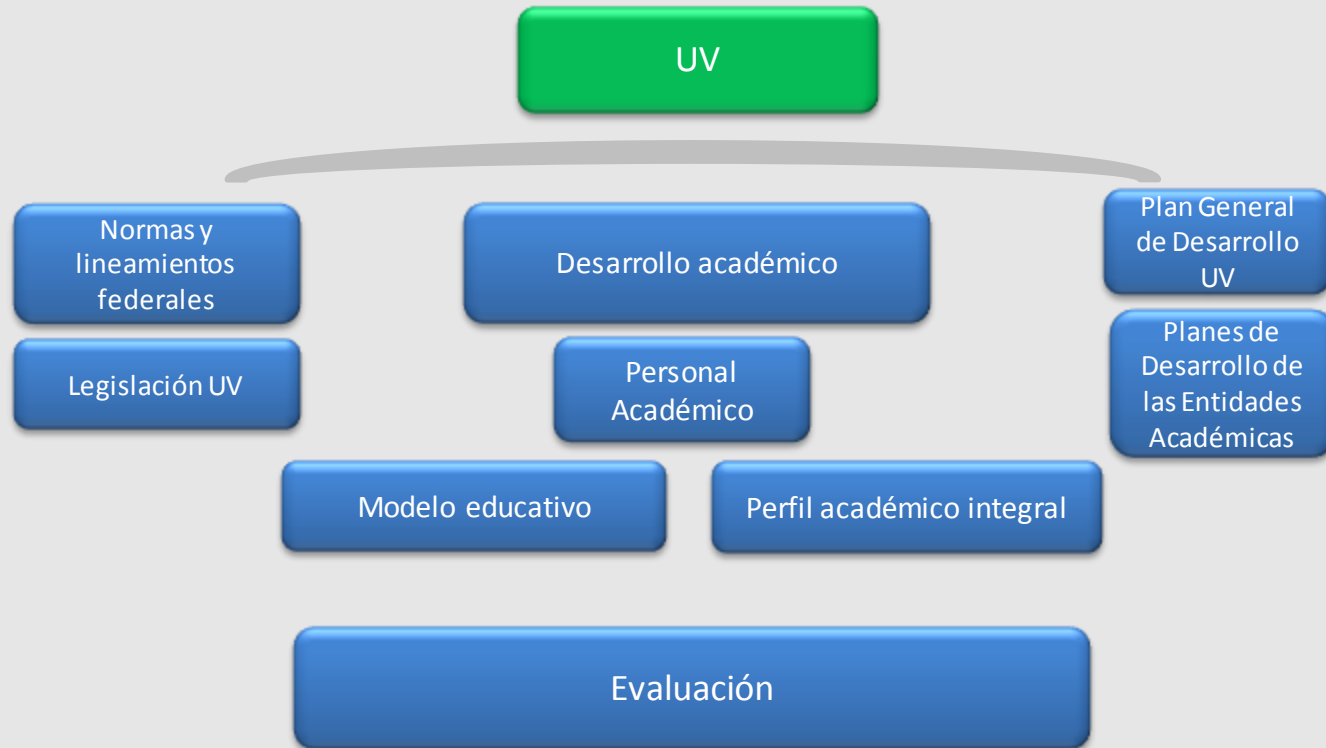 UV
Normas y
lineamientos
federales
Legislación UV
Desarrollo académico
Personal
Académico
Modelo educativo
Perfil académico integral
Plan General
de Desarrollo
UV
Planes de
Desarrollo de
las Entidades
Académicas
Evaluación